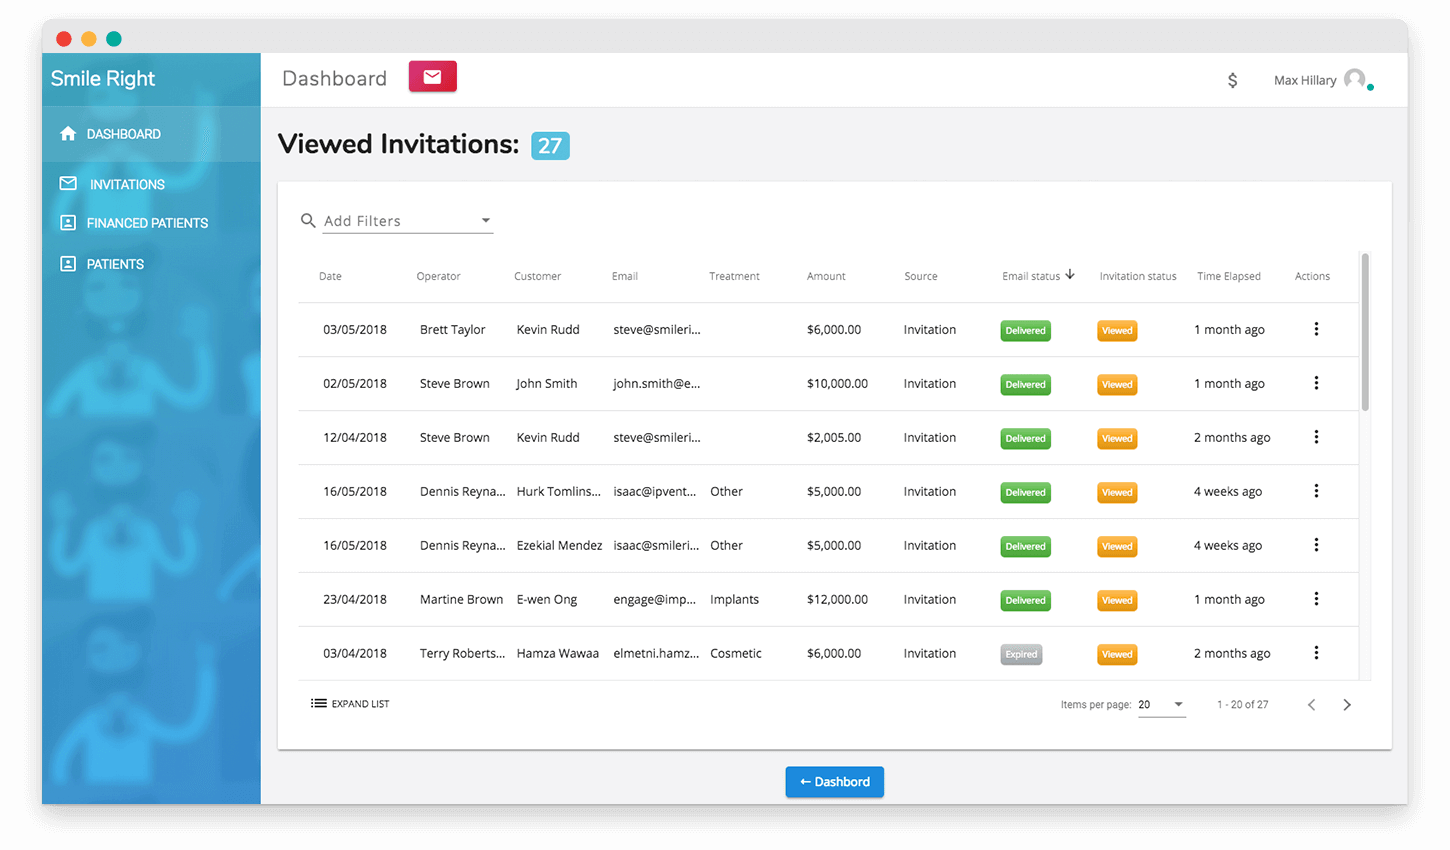 Smile Right
Dashboard
$
Max Hillary
DASHBOARD
INVITATIONS
FINANCED PATIENTS
PATIENTS
Viewed Invitations: 27
Add Filters
Date Operator Customer Email Treatment Amount Source Email status Invitation status Time Elapsed Actions
03/05/2018 Brett Taylor Kevin Rudd steve@smileri... $6,000.00 Invitation Delivered Viewed 1 month ago
02/05/2018 Steve Brown John Smith john.smith@e... $10,000.00 Invitation Delivered Viewed 1 month ago
12/04/2018 Steve Brown Kevin Rudd steve@smileri... $2,005.00 Invitation Delivered Viewed 2 months ago
16/05/2018 Dennis Reyna... Hurk Tomlins... isaac@ipvent... Other $5,000.00 Invitation Delivered Viewed 4 weeks ago
16/05/2018 Dennis Reyna... Ezekial Mendez isaac@smileri... Other $5,000.00 Invitation Delivered Viewed 4 weeks ago
23/04/2018 Martine Brown E-wen Ong engage@imp... Implants $12,000.00 Invitation Delivered Viewed 1 month ago
03/04/2018 Terry Roberts... Hamza Wawaa elmetni.hamz... Cosmetic $6,000.00 Invitation Expired Viewed 2 months ago
EXPAND LIST
Items per page: 20 1 - 20 of 27
← Dashbord